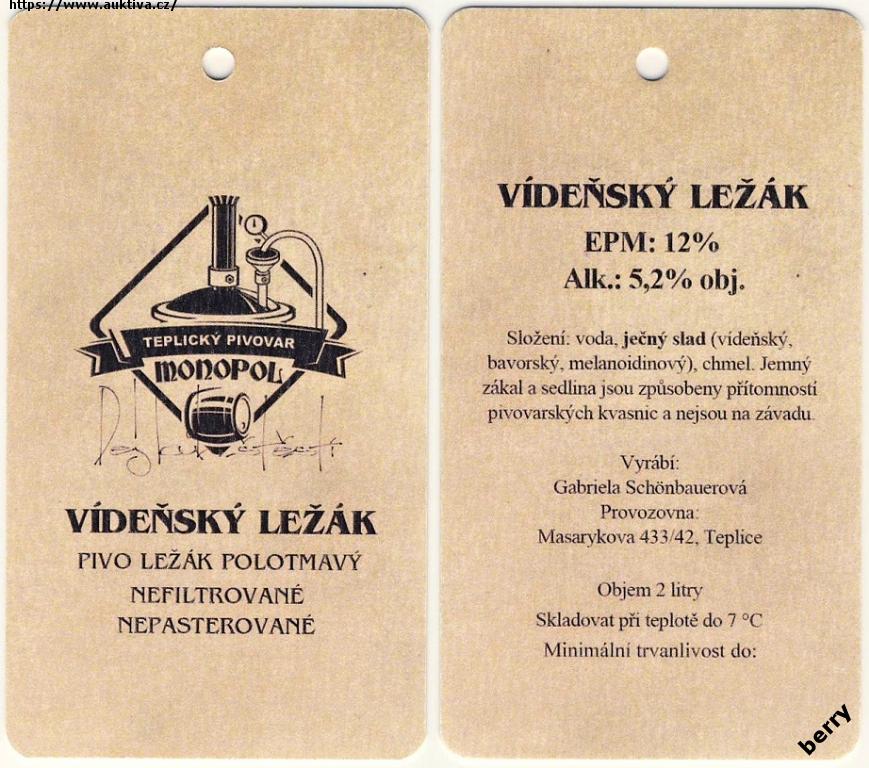 https://www.auktiva.cz/
TEPLICKÝ PIVOVAR
MONOPOL
VÍDEŇSKÝ LEŽÁK
PIVO LEŽÁK POLOTMAVÝ
NEFILTROVANÉ
NEPASTEROVANÉ
VÍDEŇSKÝ LEŽÁK
EPM: 12%
Alk.: 5,2% obj.
Složení: voda, ječný slad (vídeňský,
bavorský, melanoidinový), chmel. Jemný
zákal a sedlina jsou způsobeny přítomností
pivovarských kvasnic a nejsou na závadu.
Vyrábí:
Gabriela Schönbauerová
Provozovna:
Masarykova 433/42, Teplice
Objem 2 litry
Skladovat při teplotě do 7 °C
Minimální trvanlivost do:
berry